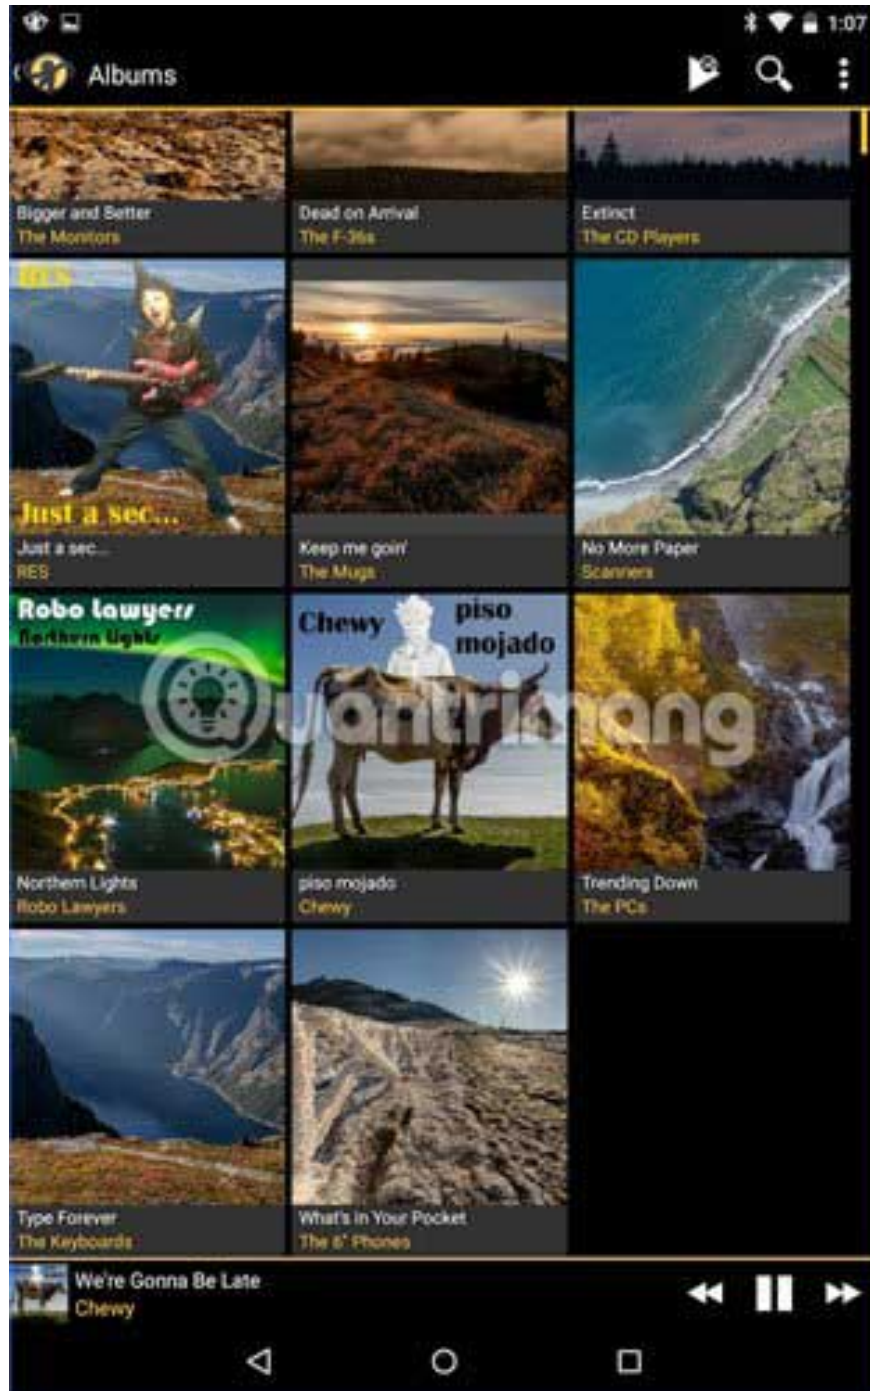 1:07
Albums
Bigger and Better
The Monitors
Dead on Arrival
The F-36s
Extinct
The CD Players
RES
Just a sec...
Just a sec...
RES
Keep me goin'
The Mugs
No More Paper
Scanners
Robo Lawyers
Northern Lights
Northern Lights
Robo Lawyers
Chewy
piso
mojado
piso mojado
Chewy
Trending Down
The PCs
Quantrimang
Type Forever
The Keyboards
What's In Your Pocket
The 6" Phones
We're Gonna Be Late
Chewy